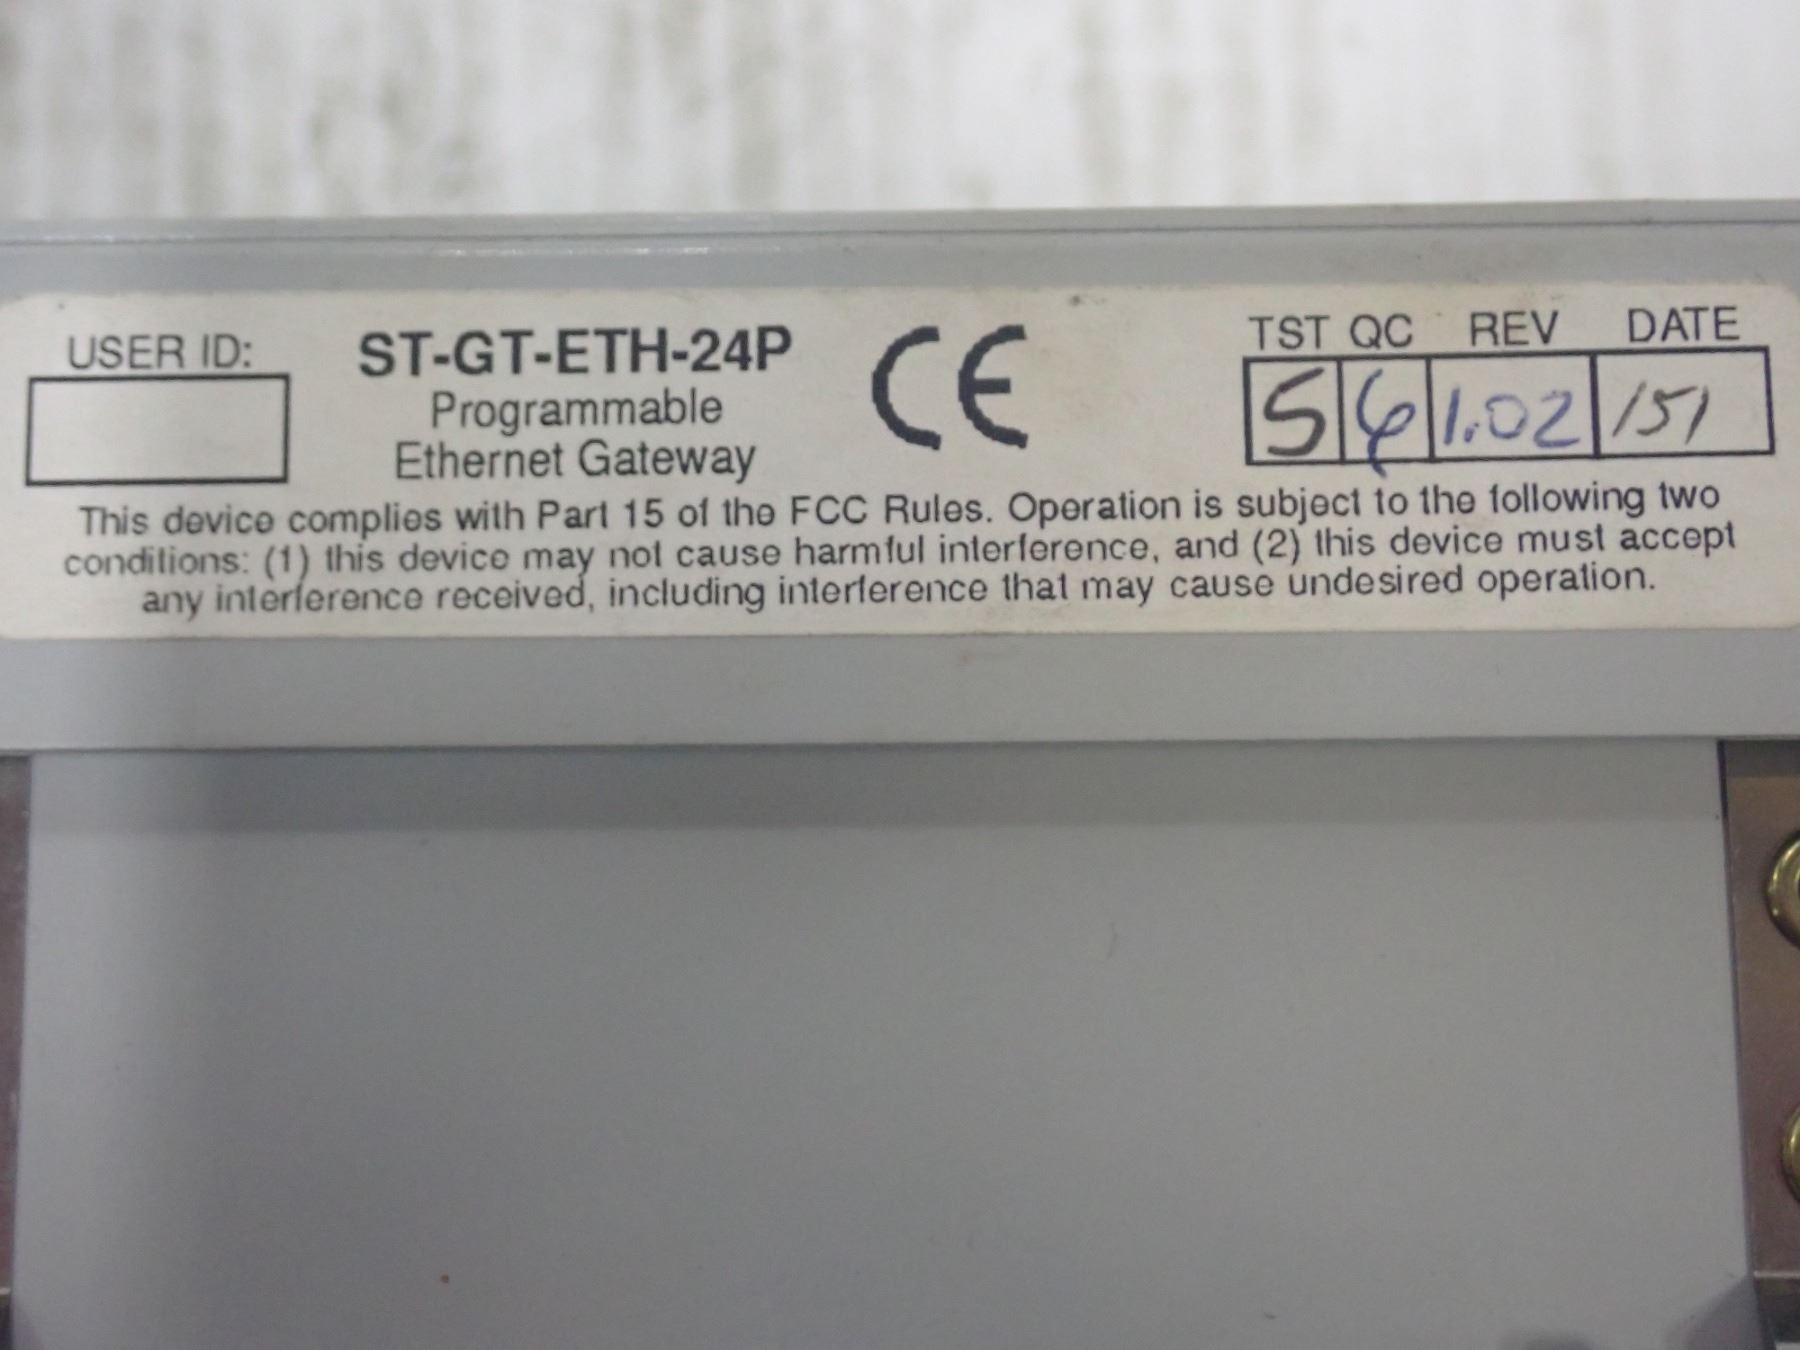 USER ID:
ST-GT-ETH-24P
Programmable
Ethernet Gateway
CE
TST QC REV DATE
5 6 1.02 151
This device complies with Part 15 of the FCC Rules. Operation is subject to the following two
conditions: (1) this device may not cause harmful interference, and (2) this device must accept
any interference received, including interference that may cause undesired operation.